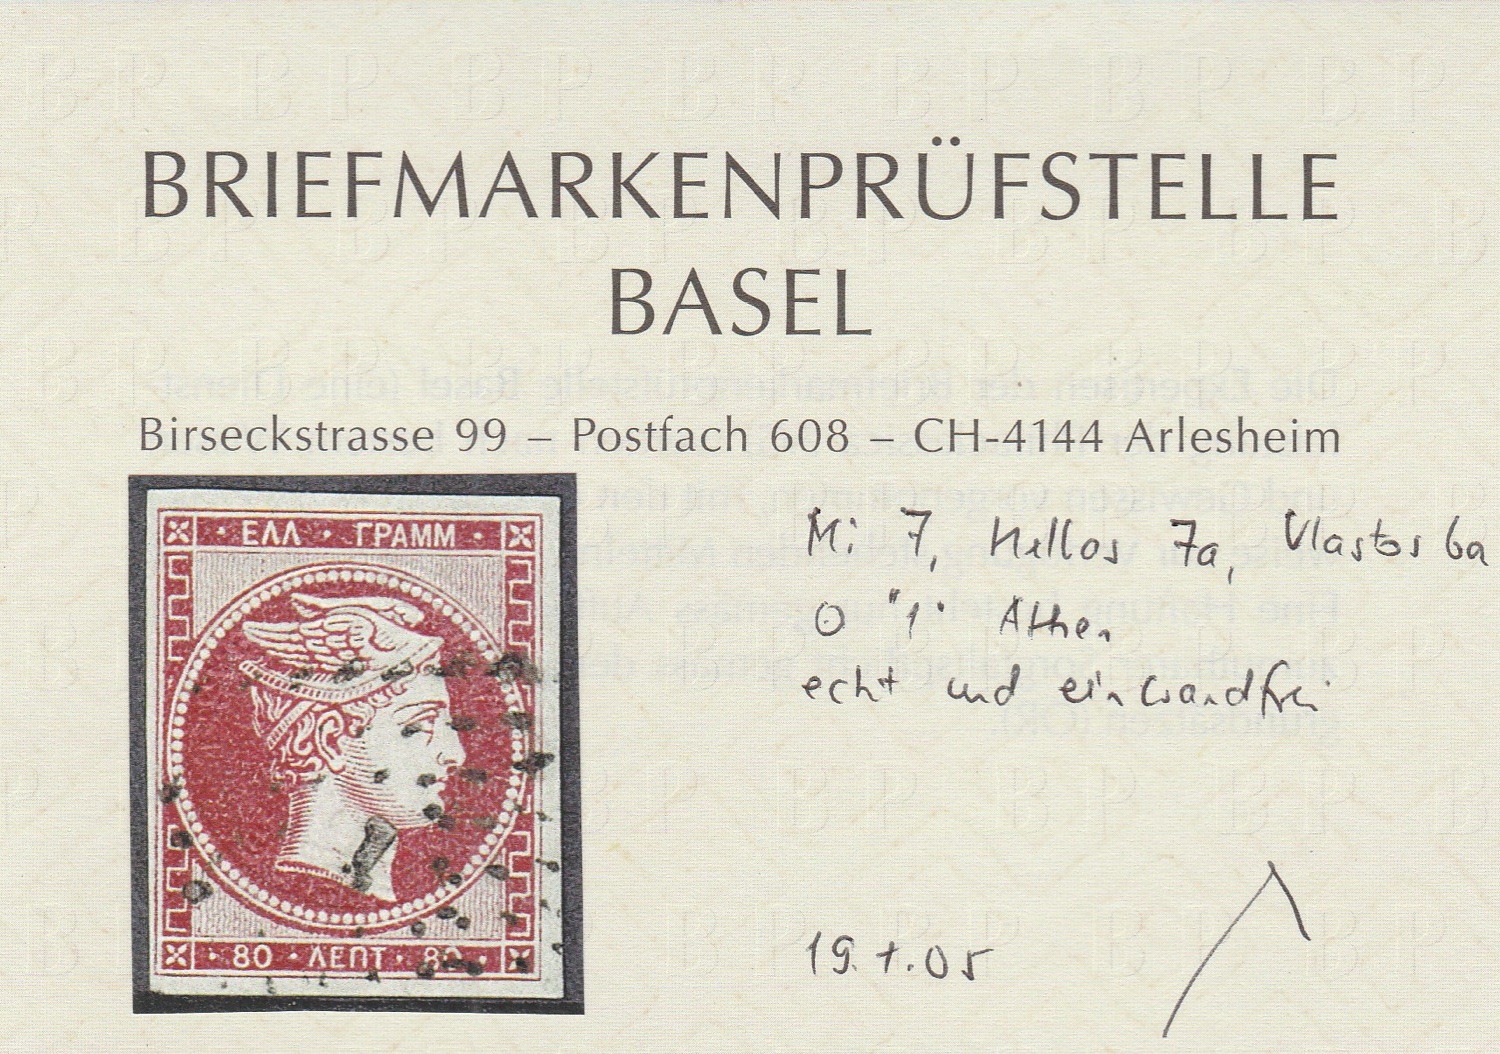 BRIEFMARKENPRÜFSTELLE
BASEL
Birseckstrasse 99 – Postfach 608 – CH-4144 Arlesheim
· ΕΛΛ · ΓΡΑΜΜ ·
· 80 · ΛΕΠΤ · 80 ·
Mi 7, Hellas 7a, Vlastos 6a
O "1" Athen
echt und einwandfrei
19.1.05